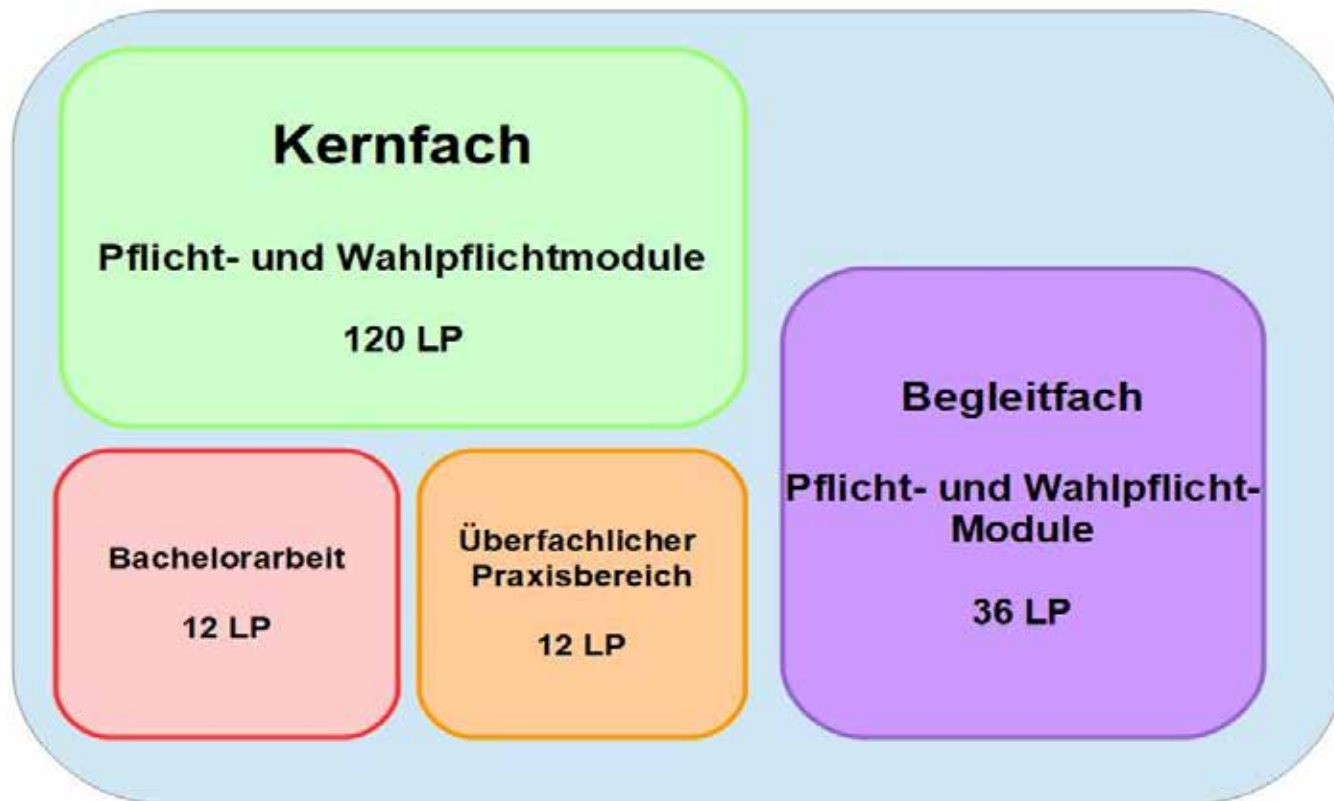 Kernfach
Pflicht- und Wahlpflichtmodule
120 LP
Begleitfach
Pflicht- und Wahlpflicht-
Module
36 LP
Bachelorarbeit
12 LP
Überfachlicher
Praxisbereich
12 LP